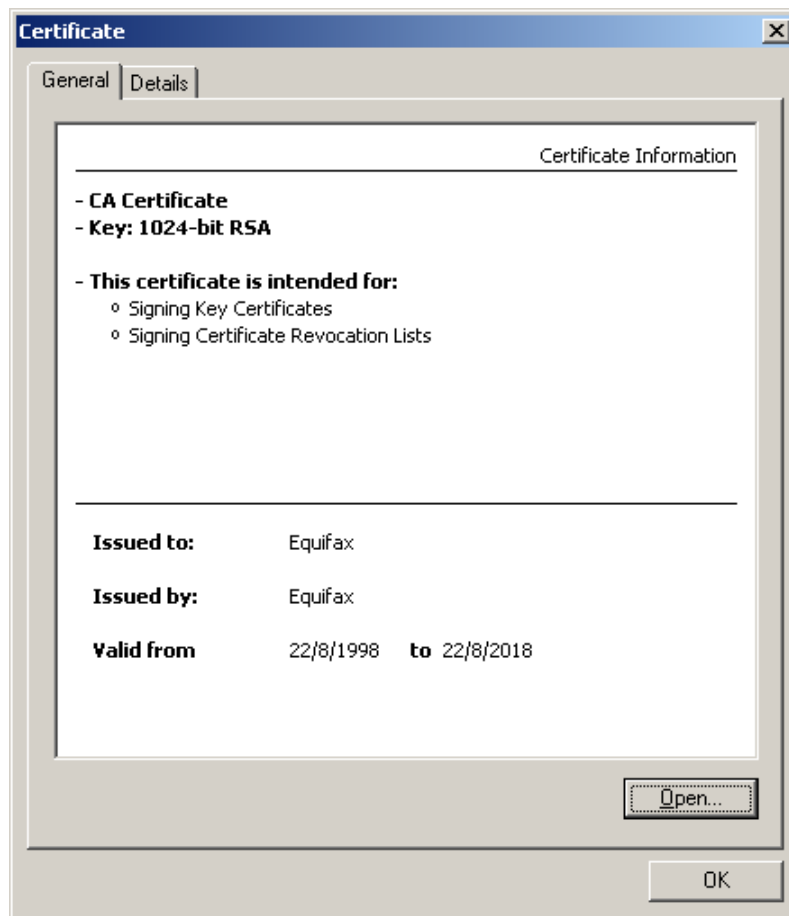 Certificate
General Details
Certificate Information
- CA Certificate
- Key: 1024-bit RSA
- This certificate is intended for:
Signing Key Certificates
Signing Certificate Revocation Lists
Issued to: Equifax
Issued by: Equifax
Valid from 22/8/1998 to 22/8/2018
Open...
OK